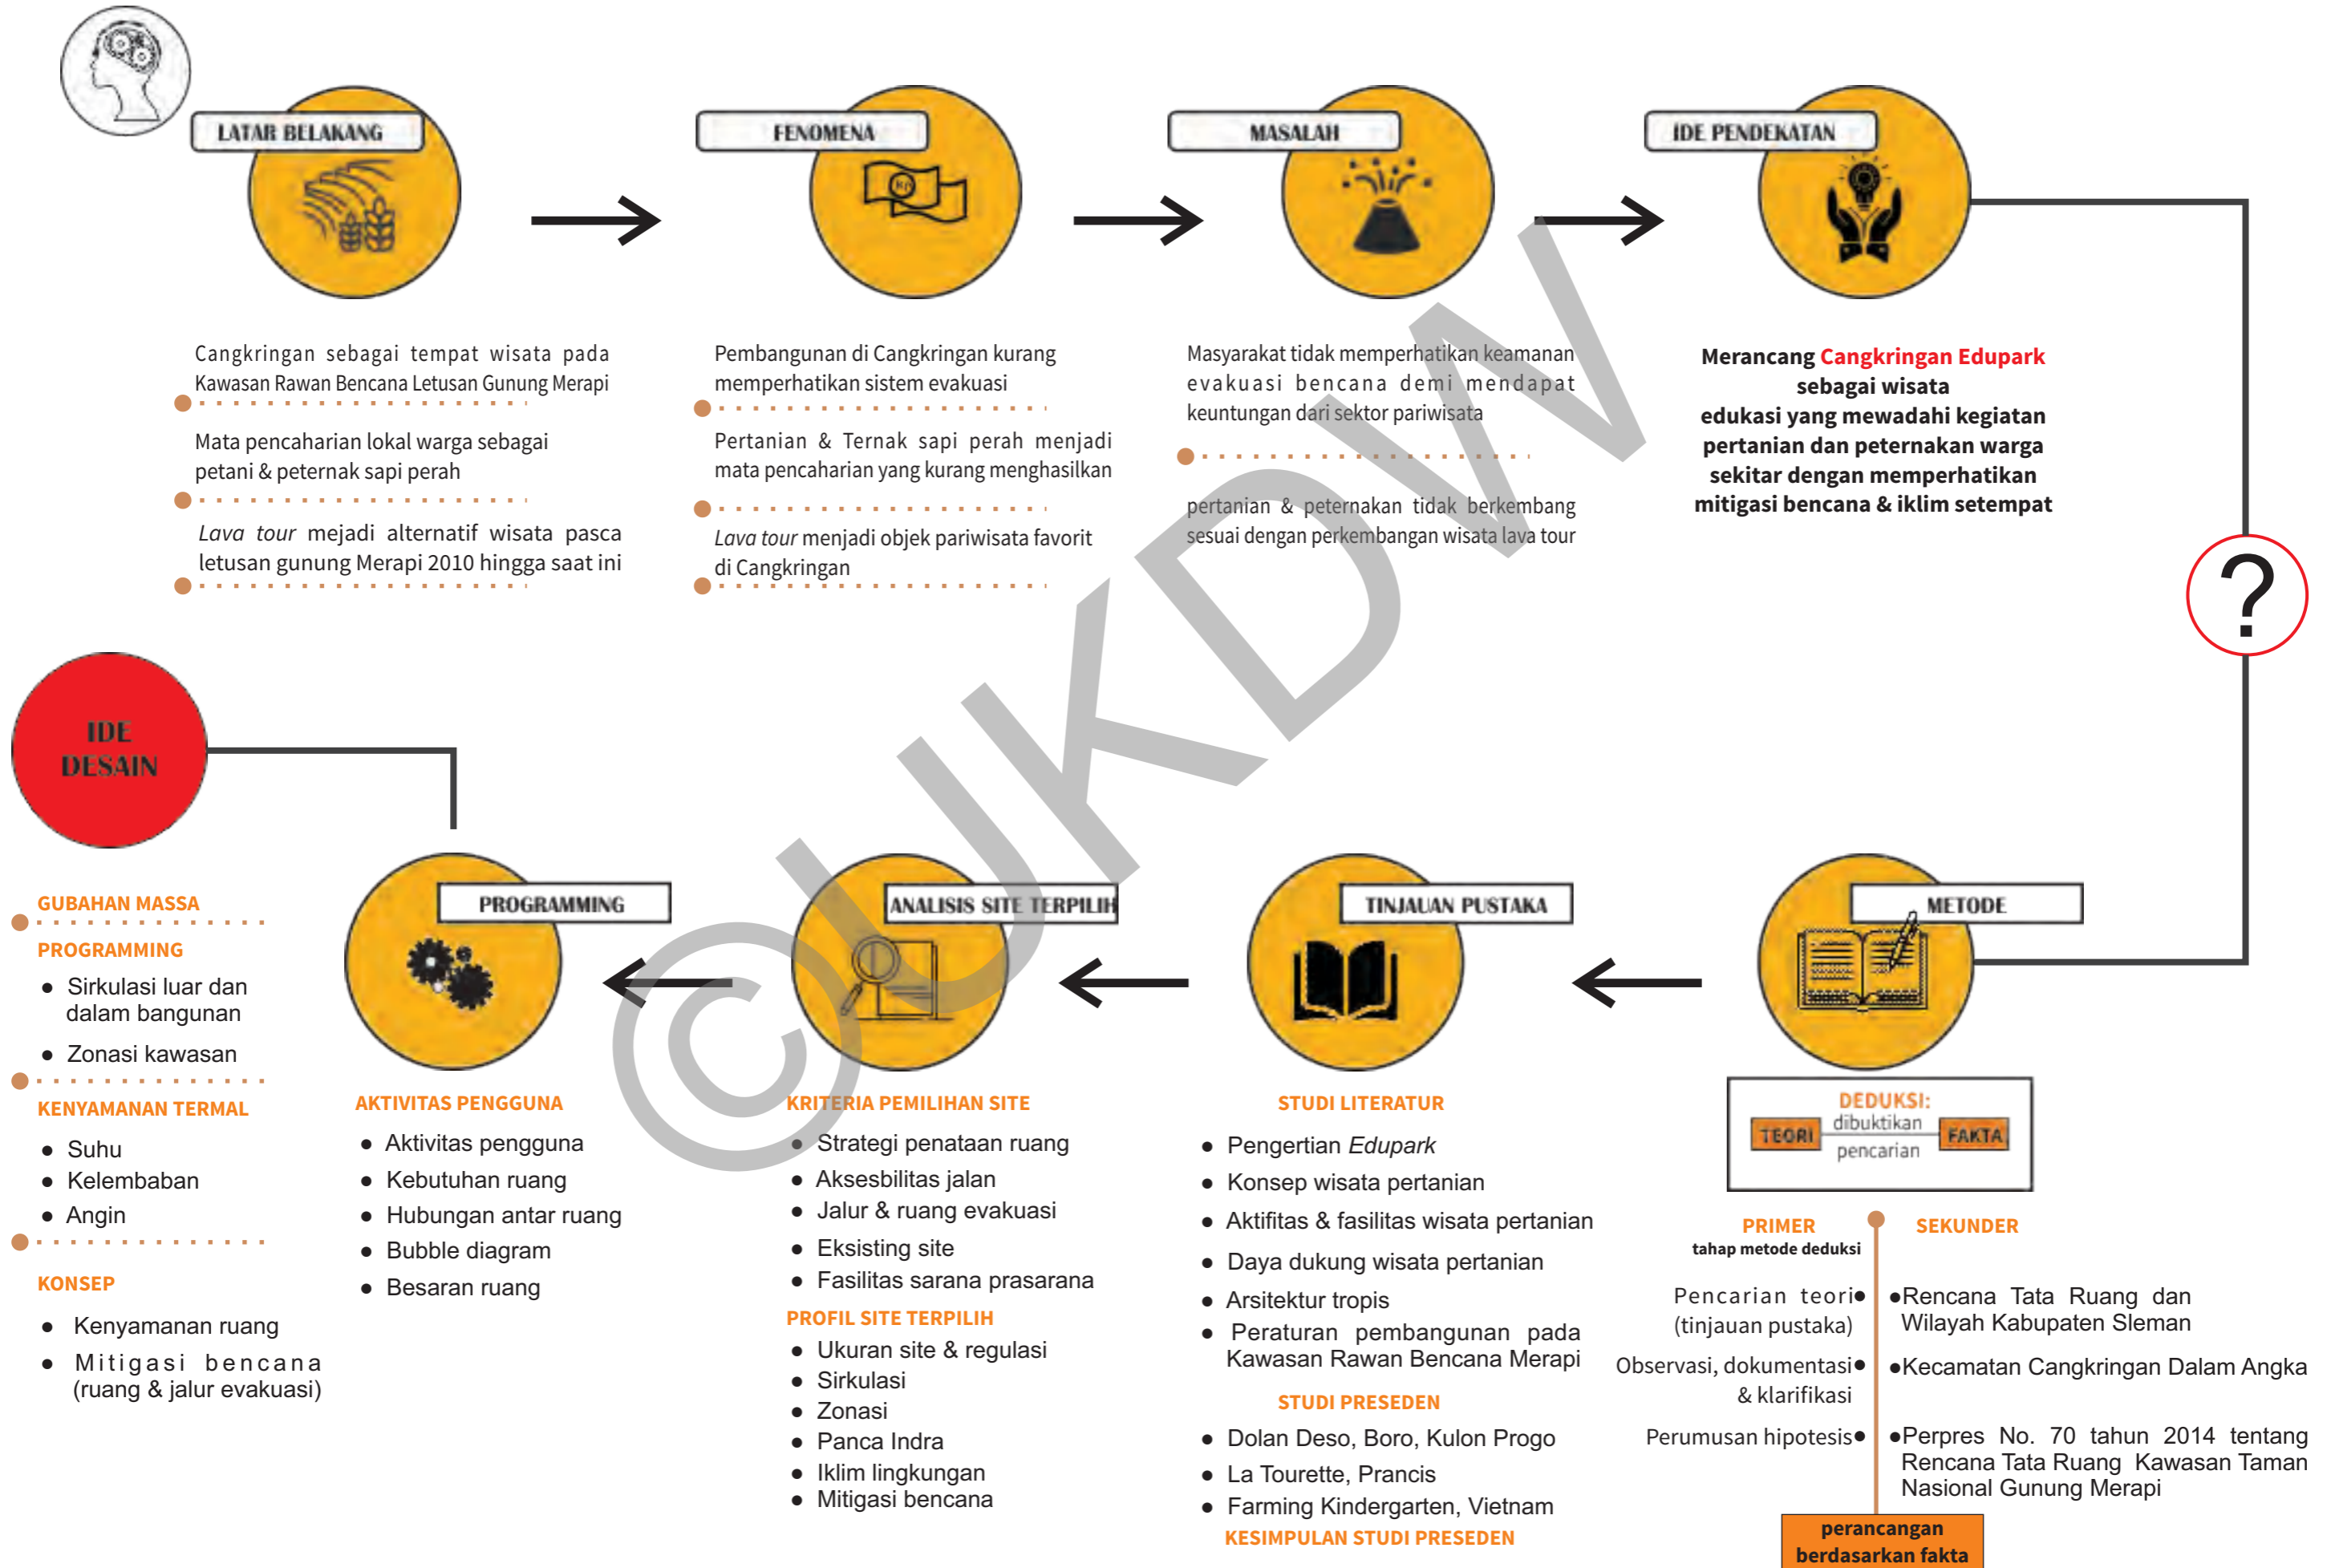 LATAR BELAKANG
Cangkringan sebagai tempat wisata pada
Kawasan Rawan Bencana Letusan Gunung Merapi
Mata pencaharian lokal warga sebagai
petani & peternak sapi perah
Lava tour mejadi alternatif wisata pasca
letusan gunung Merapi 2010 hingga saat ini
FENOMENA
Rp
Pembangunan di Cangkringan kurang
memperhatikan sistem evakuasi
Pertanian & Ternak sapi perah menjadi
mata pencaharian yang kurang menghasilkan
Lava tour menjadi objek pariwisata favorit
di Cangkringan
MASALAH
Masyarakat tidak memperhatikan keamanan
evakuasi bencana demi mendapat
keuntungan dari sektor pariwisata
pertanian & peternakan tidak berkembang
sesuai dengan perkembangan wisata lava tour
IDE PENDEKATAN
Merancang Cangkringan Edupark
sebagai wisata
edukasi yang mewadahi kegiatan
pertanian dan peternakan warga
sekitar dengan memperhatikan
mitigasi bencana & iklim setempat
?
METODE
DEDUKSI:
TEORI dibuktikan FAKTA
pencarian
PRIMER
tahap metode deduksi
Pencarian teori
(tinjauan pustaka)
Observasi, dokumentasi
& klarifikasi
Perumusan hipotesis
SEKUNDER
Rencana Tata Ruang dan
Wilayah Kabupaten Sleman
Kecamatan Cangkringan Dalam Angka
Perpres No. 70 tahun 2014 tentang
Rencana Tata Ruang Kawasan Taman
Nasional Gunung Merapi
perancangan
berdasarkan fakta
TINJAUAN PUSTAKA
STUDI LITERATUR
Pengertian Edupark
Konsep wisata pertanian
Aktifitas & fasilitas wisata pertanian
Daya dukung wisata pertanian
Arsitektur tropis
Peraturan pembangunan pada
Kawasan Rawan Bencana Merapi
STUDI PRESEDEN
Dolan Deso, Boro, Kulon Progo
La Tourette, Prancis
Farming Kindergarten, Vietnam
KESIMPULAN STUDI PRESEDEN
ANALISIS SITE TERPILIH
KRITERIA PEMILIHAN SITE
Strategi penataan ruang
Aksesbilitas jalan
Jalur & ruang evakuasi
Eksisting site
Fasilitas sarana prasarana
PROFIL SITE TERPILIH
Ukuran site & regulasi
Sirkulasi
Zonasi
Panca Indra
Iklim lingkungan
Mitigasi bencana
PROGRAMMING
AKTIVITAS PENGGUNA
Aktivitas pengguna
Kebutuhan ruang
Hubungan antar ruang
Bubble diagram
Besaran ruang
IDE
DESAIN
GUBAHAN MASSA
PROGRAMMING
Sirkulasi luar dan
dalam bangunan
Zonasi kawasan
KENYAMANAN TERMAL
Suhu
Kelembaban
Angin
KONSEP
Kenyamanan ruang
Mitigasi bencana
(ruang & jalur evakuasi)
©UKDW